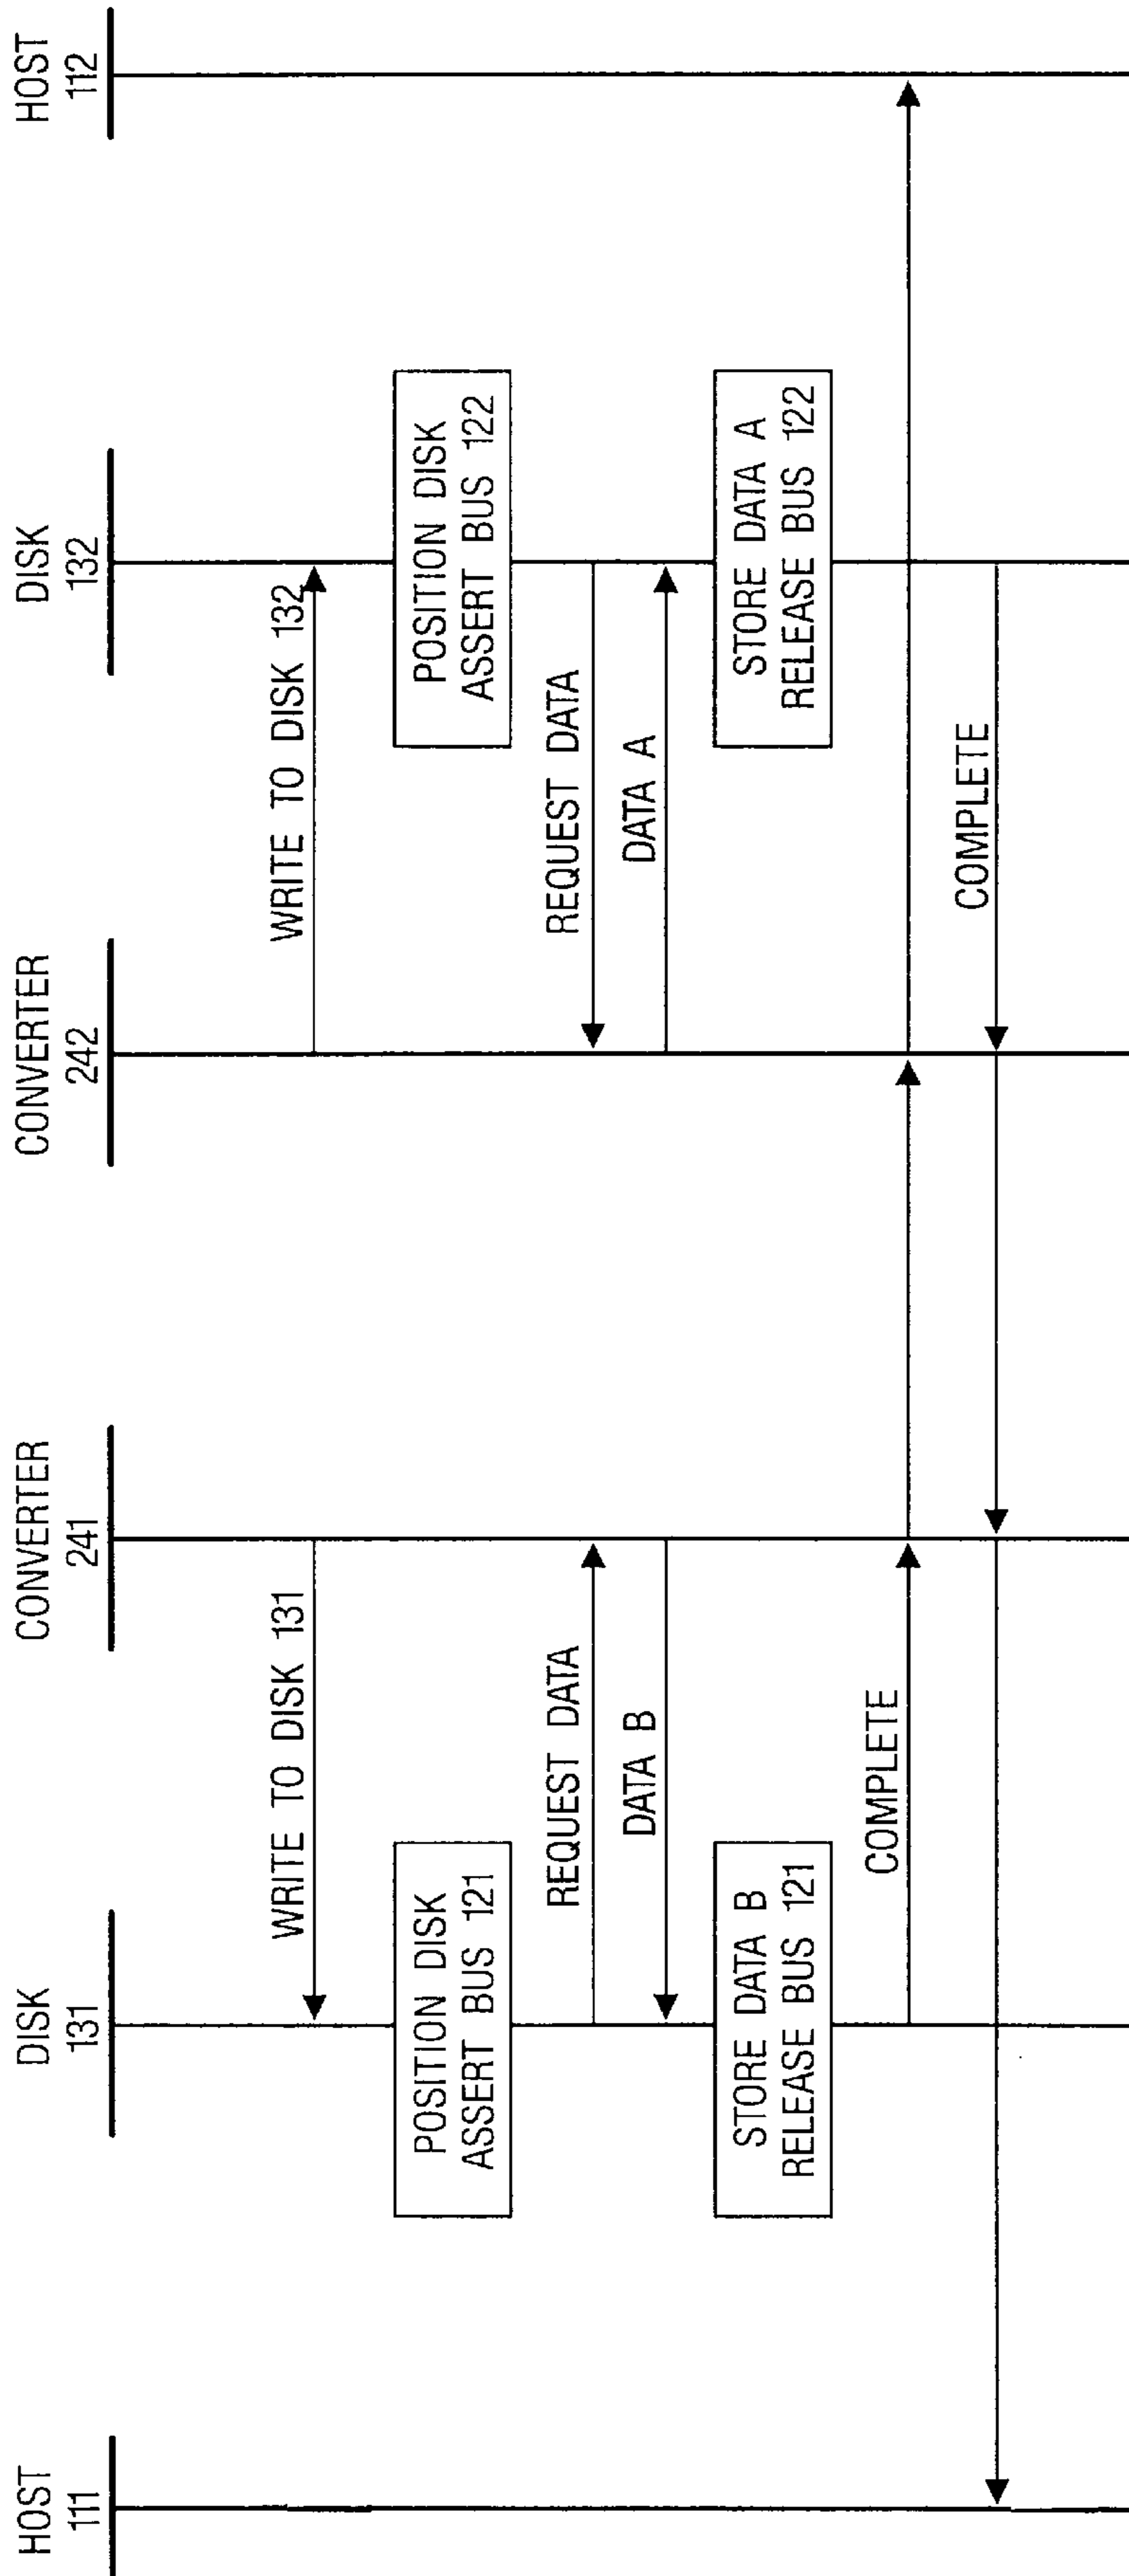 HOST
111
DISK
131
CONVERTER
241
CONVERTER
242
DISK
132
HOST
112
WRITE TO DISK 131
WRITE TO DISK 132
POSITION DISK
ASSERT BUS 121
POSITION DISK
ASSERT BUS 122
REQUEST DATA
REQUEST DATA
DATA B
DATA A
STORE DATA B
RELEASE BUS 121
STORE DATA A
RELEASE BUS 122
COMPLETE
COMPLETE